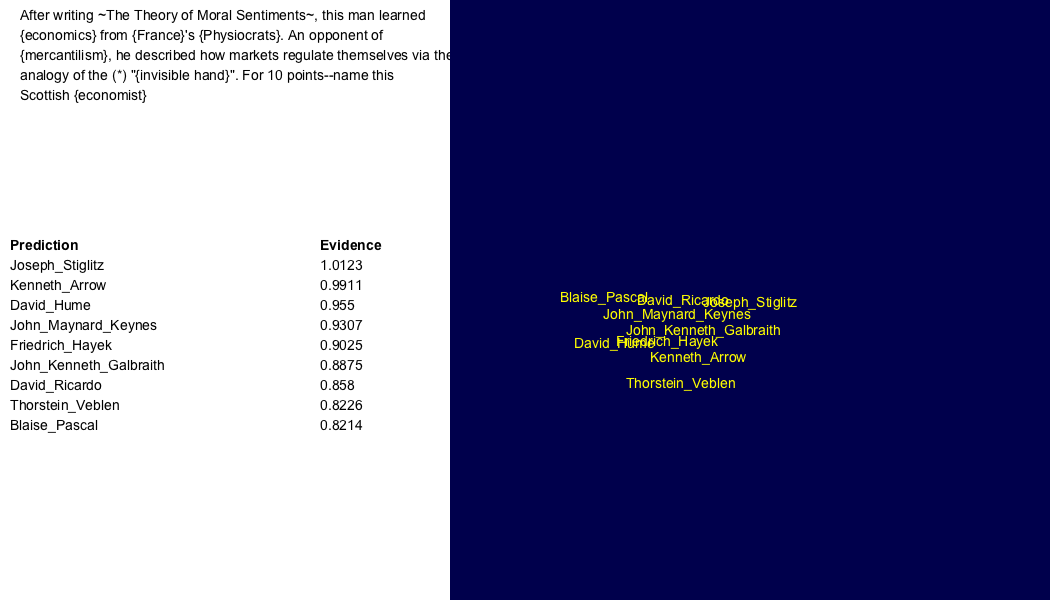 After writing ~The Theory of Moral Sentiments~, this man learned
{economics} from {France}'s {Physiocrats}. An opponent of
{mercantilism}, he described how markets regulate themselves via the
analogy of the (*) "{invisible hand}". For 10 points--name this
Scottish {economist}
Prediction Evidence
Joseph_Stiglitz 1.0123
Kenneth_Arrow 0.9911
David_Hume 0.955
John_Maynard_Keynes 0.9307
Friedrich_Hayek 0.9025
John_Kenneth_Galbraith 0.8875
David_Ricardo 0.858
Thorstein_Veblen 0.8226
Blaise_Pascal 0.8214
Blaise_Pascal
David_Ricardo
Joseph_Stiglitz
John_Maynard_Keynes
John_Kenneth_Galbraith
Friedrich_Hayek
David_Hume
Kenneth_Arrow
Thorstein_Veblen